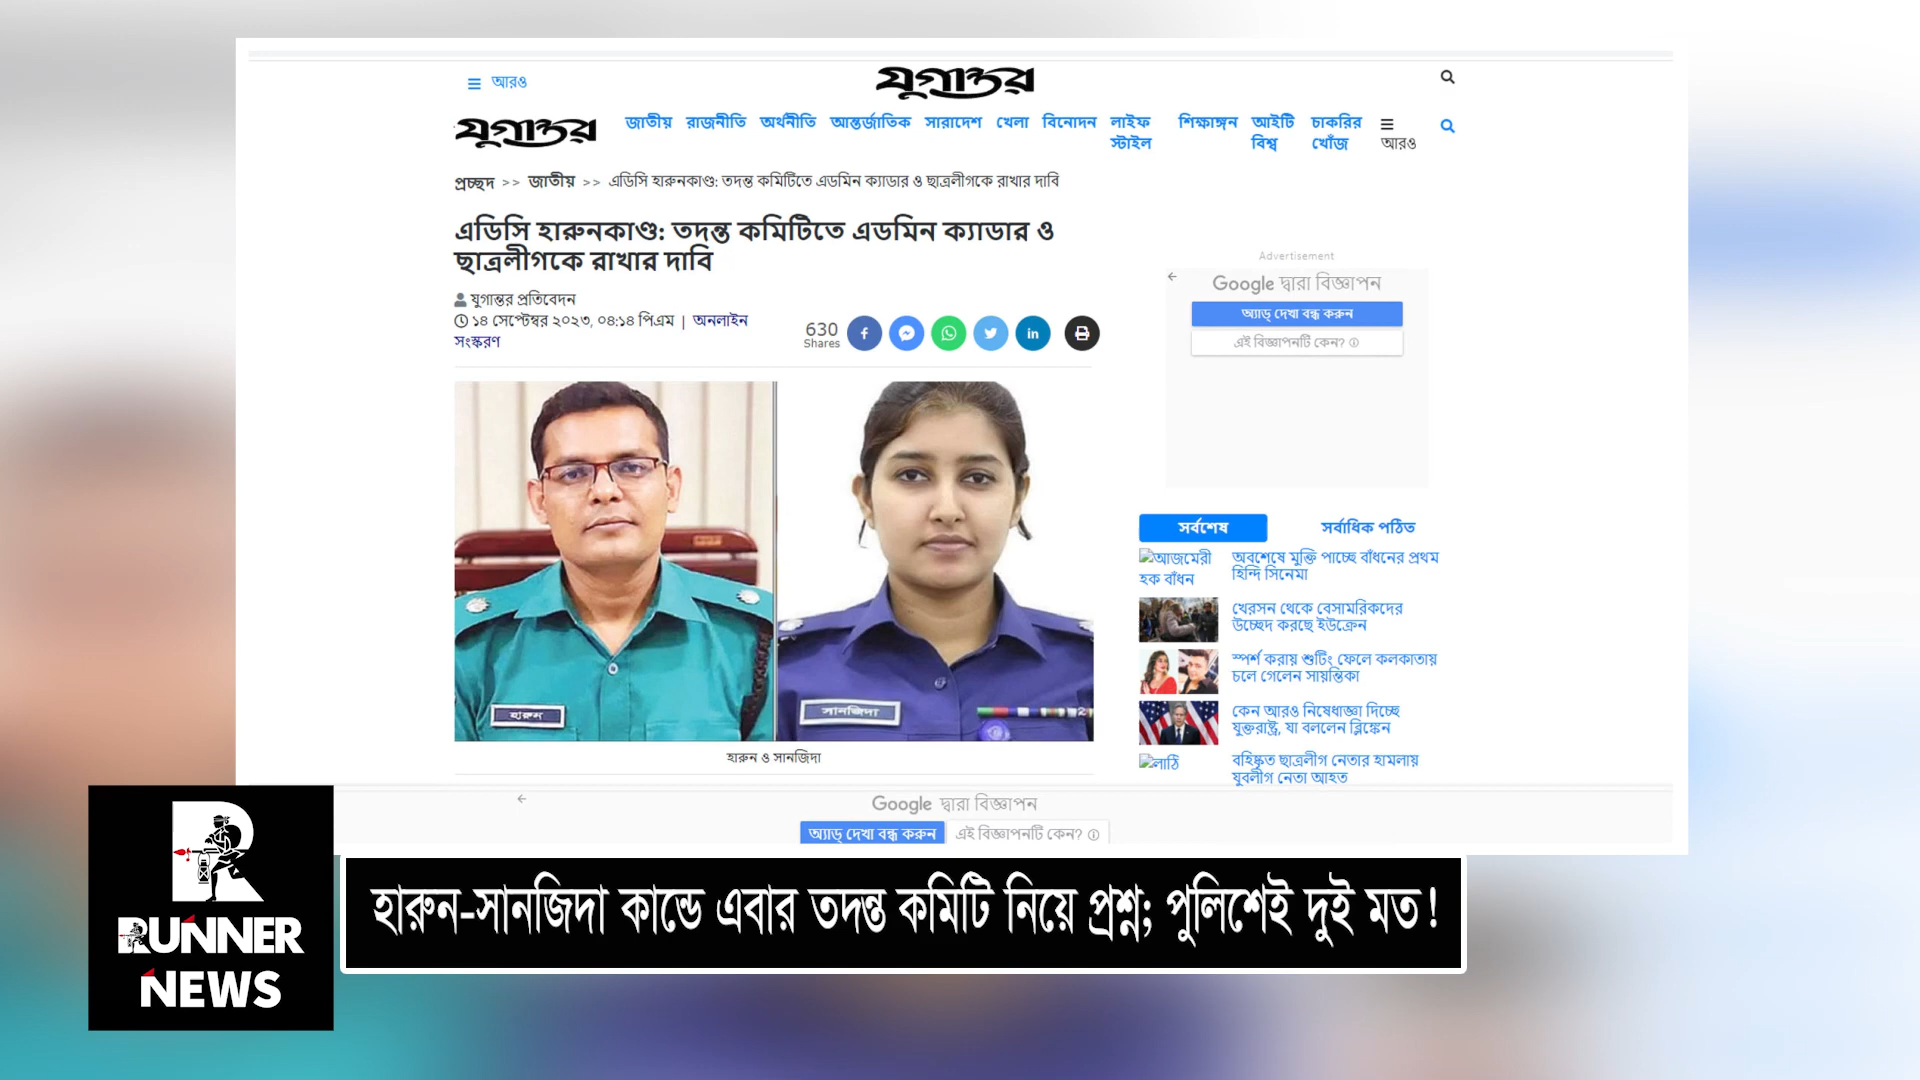 আরও
যুগান্তর
যুগান্তর
জাতীয় রাজনীতি অর্থনীতি আন্তর্জাতিক সারাদেশ খেলা বিনোদন লাইফ স্টাইল শিক্ষাঙ্গন আইটি বিশ্ব চাকরির খোঁজ আরও
প্রচ্ছদ >> জাতীয় >> এডিসি হারুনকাণ্ড: তদন্ত কমিটিতে এডমিন ক্যাডার ও ছাত্রলীগকে রাখার দাবি
এডিসি হারুনকাণ্ড: তদন্ত কমিটিতে এডমিন ক্যাডার ও
ছাত্রলীগকে রাখার দাবি
যুগান্তর প্রতিবেদন
১৪ সেপ্টেম্বর ২০২৩, ০৪:১৪ পিএম | অনলাইন
সংস্করণ
630
Shares
হারুন
সানজিদা
হারুন ও সানজিদা
Advertisement
Google দ্বারা বিজ্ঞাপন
অ্যাড্ দেখা বন্ধ করুন
এই বিজ্ঞাপনটি কেন?
সর্বশেষ সর্বাধিক পঠিত
আজমেরী
হক বাঁধন
অবশেষে মুক্তি পাচ্ছে বাঁধনের প্রথম
হিন্দি সিনেমা
খেরসন থেকে বেসামরিকদের
উচ্ছেদ করছে ইউক্রেন
স্পর্শ করায় শুটিং ফেলে কলকাতায়
চলে গেলেন সায়ন্তিকা
কেন আরও নিষেধাজ্ঞা দিচ্ছে
যুক্তরাষ্ট্র, যা বললেন ব্লিঙ্কেন
লাঠি
বহিষ্কৃত ছাত্রলীগ নেতার হামলায়
যুবলীগ নেতা আহত
Google দ্বারা বিজ্ঞাপন
অ্যাড্ দেখা বন্ধ করুন এই বিজ্ঞাপনটি কেন?
R
RUNNER
NEWS
হারুন-সানজিদা কান্ডে এবার তদন্ত কমিটি নিয়ে প্রশ্ন; পুলিশেই দুই মত!